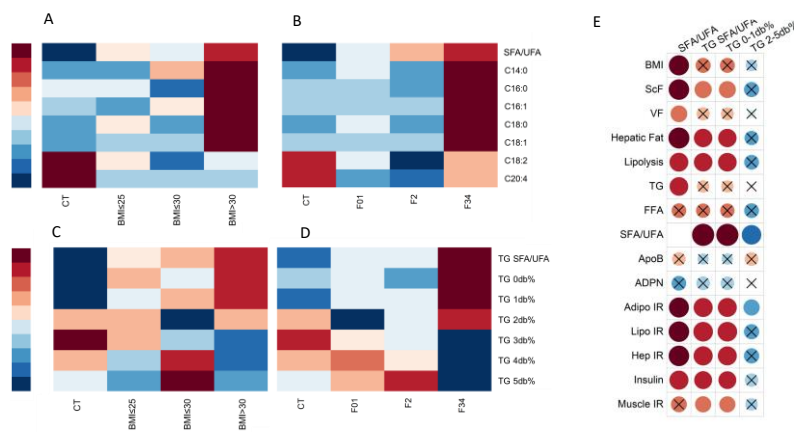 A
B
E
SFA/UFA
C14:0
C16:0
C16:1
C18:0
C18:1
C18:2
C20:4
CT
BMI≤25
BMI≤30
BMI>30
CT
F01
F2
F34
C
D
TG SFA/UFA
TG 0db%
TG 1db%
TG 2db%
TG 3db%
TG 4db%
TG 5db%
CT
BMI≤25
BMI≤30
BMI>30
CT
F01
F2
F34
SFA/UFA
TG SFA/UFA
TG 0-1db%
TG 2-5db%
BMI
ScF
VF
Hepatic Fat
Lipolysis
TG
FFA
SFA/UFA
ApoB
ADPN
Adipo IR
Lipo IR
Hep IR
Insulin
Muscle IR